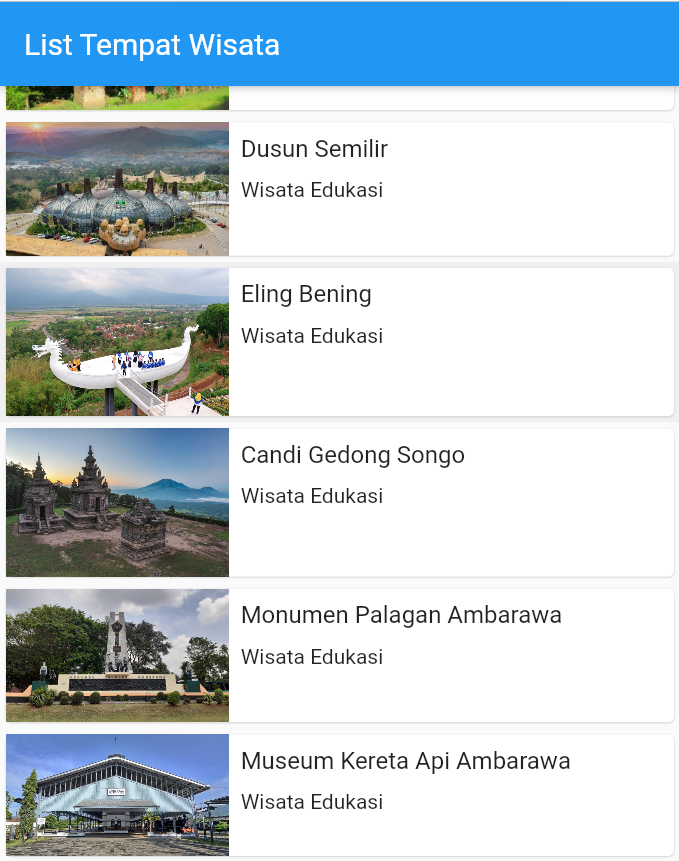 List Tempat Wisata
Dusun Semilir
Wisata Edukasi
Eling Bening
Wisata Edukasi
Candi Gedong Songo
Wisata Edukasi
Monumen Palagan Ambarawa
Wisata Edukasi
Museum Kereta Api Ambarawa
Wisata Edukasi